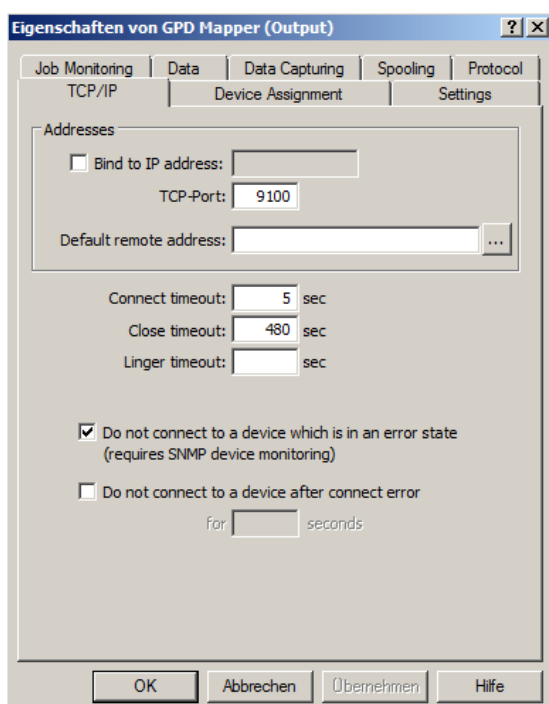 Eigenschaften von GPD Mapper (Output)
Job Monitoring Data Data Capturing Spooling Protocol
TCP/IP Device Assignment Settings
Addresses
Bind to IP address:
TCP-Port: 9100
Default remote address: ...
Connect timeout: 5 sec
Close timeout: 480 sec
Linger timeout: sec
Do not connect to a device which is in an error state
(requires SNMP device monitoring)
Do not connect to a device after connect error
for seconds
OK Abbrechen Übernehmen Hilfe